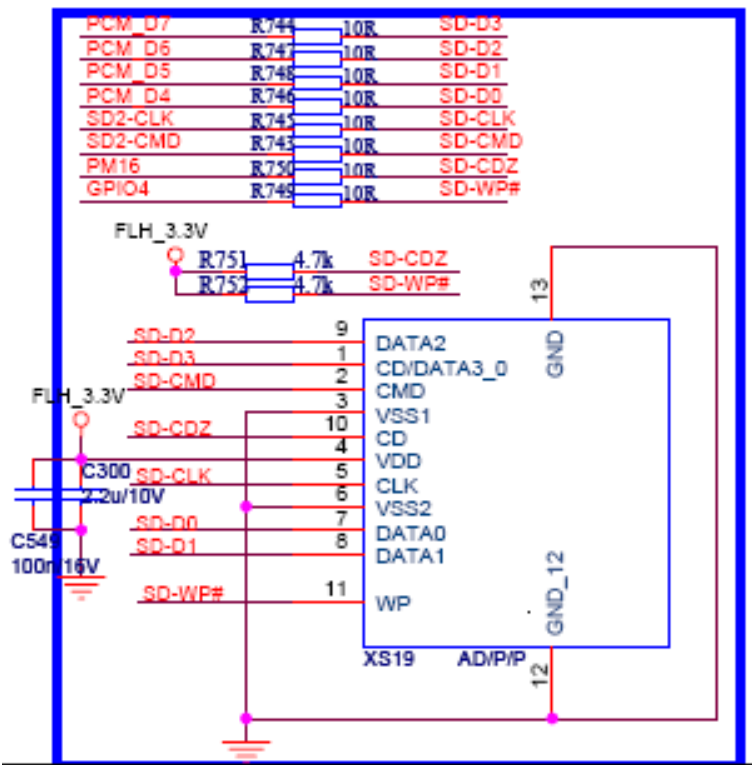 PCM_D7 R744 10R SD-D3
PCM_D6 R747 10R SD-D2
PCM_D5 R748 10R SD-D1
PCM_D4 R746 10R SD-D0
SD2-CLK R745 10R SD-CLK
SD2-CMD R743 10R SD-CMD
PM16 R750 10R SD-CDZ
GPIO4 R749 10R SD-WP#
FLH_3.3V
R751 4.7k SD-CDZ
R752 4.7k SD-WP#
13
GND
SD-D2 9 DATA2
SD-D3 1 CD/DATA3_0
SD-CMD 2 CMD
FLH_3.3V
3 VSS1
SD-CDZ 10 CD
4 VDD
C300
2.2u/10V
SD-CLK 5 CLK
6 VSS2
SD-D0 7 DATA0
C549
100n/16V
SD-D1 8 DATA1
SD-WP# 11 WP
GND_12
XS19 AD/P/P
12